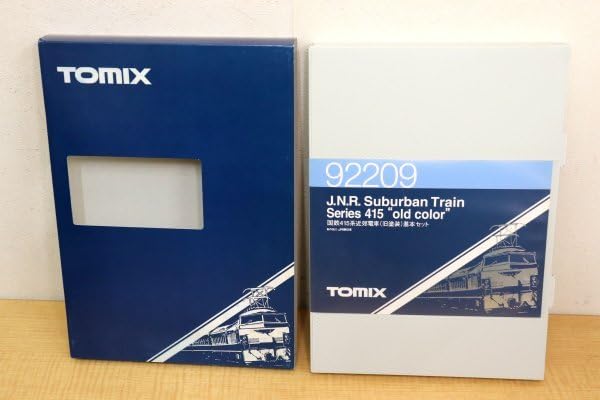 TOMIX
92209
J.N.R. Suburban Train
Series 415 "old color"
国鉄415系近郊電車(旧塗装)基本セット
TOMIX